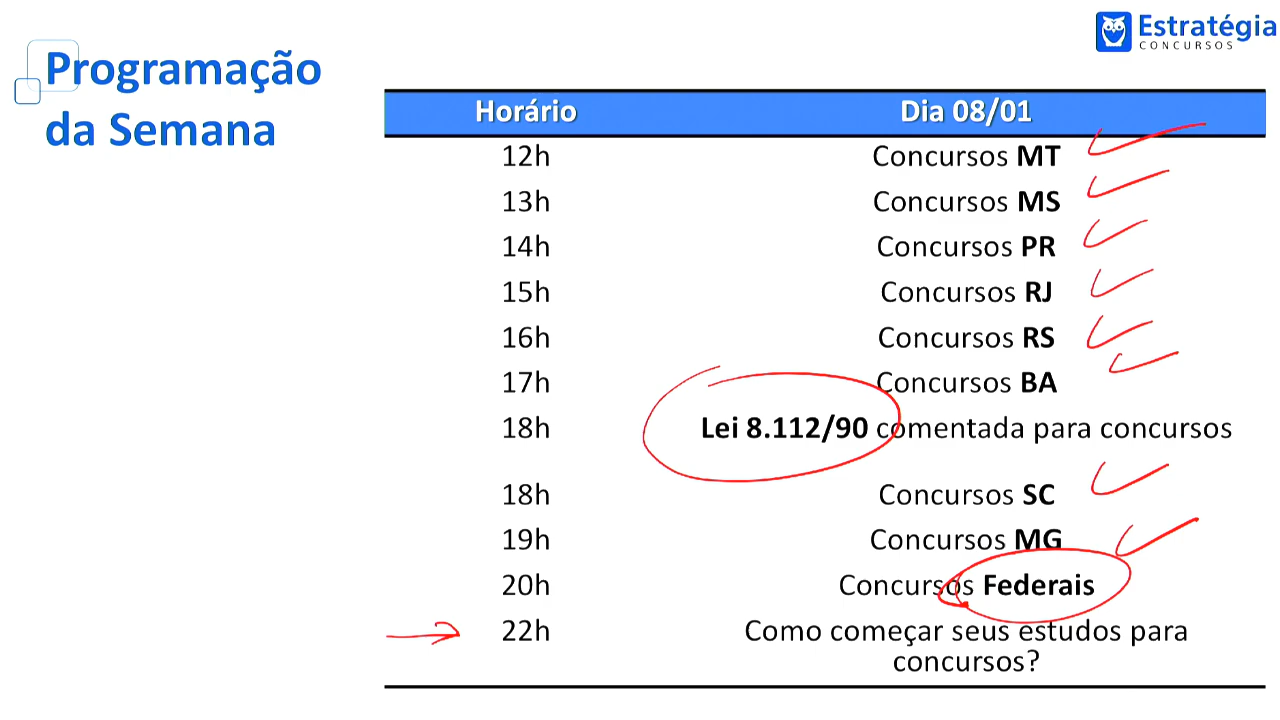 Estratégia
CONCURSOS
Programação
da Semana
Horário Dia 08/01
12h Concursos MT
13h Concursos MS
14h Concursos PR
15h Concursos RJ
16h Concursos RS
17h Concursos BA
18h Lei 8.112/90 comentada para concursos
18h Concursos SC
19h Concursos MG
20h Concursos Federais
22h Como começar seus estudos para
concursos?